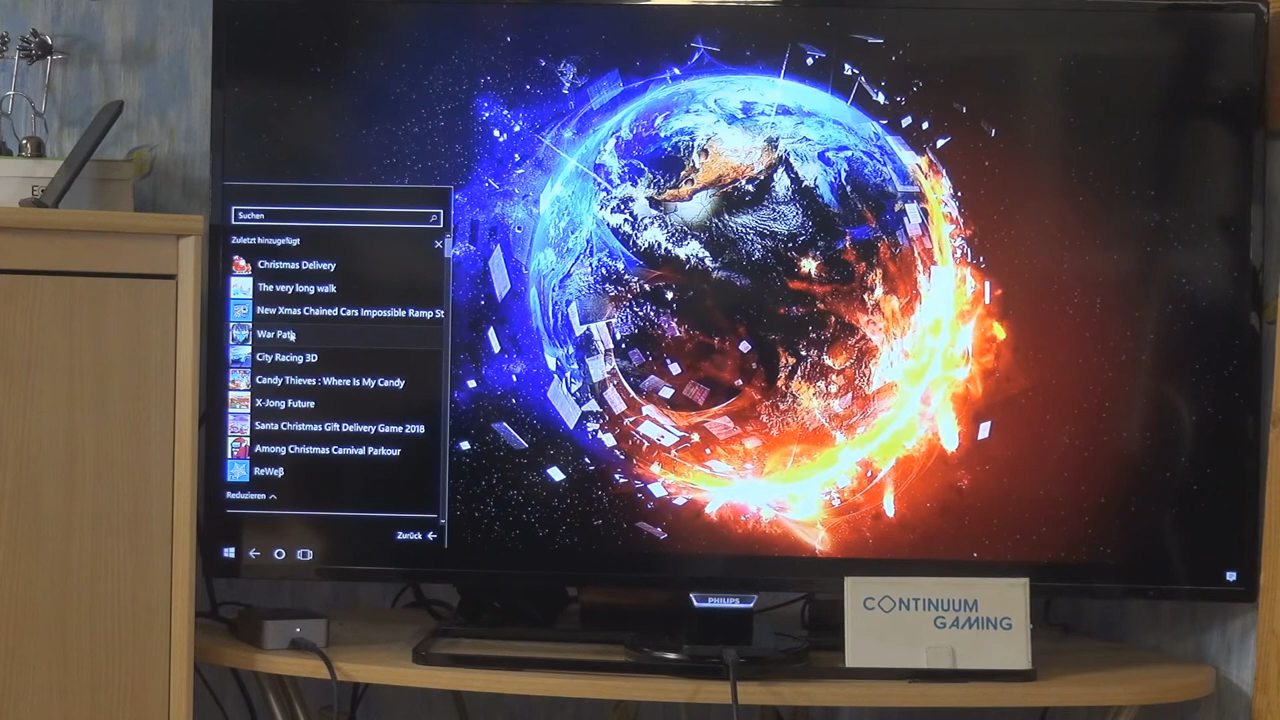 Suchen
Zuletzt hinzugefügt
Christmas Delivery
The very long walk
New Xmas Chained Cars Impossible Ramp St
War Path
City Racing 3D
Candy Thieves : Where Is My Candy
X-Jong Future
Santa Christmas Gift Delivery Game 2018
Among Christmas Carnival Parkour
ReWeβ
Reduzieren
Zurück
PHILIPS
CONTINUUM
GAMING